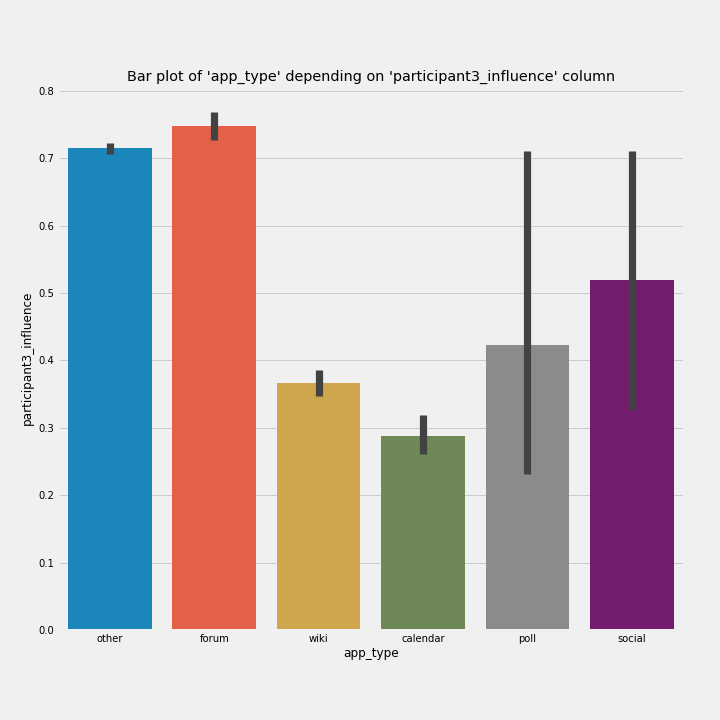 Bar plot of 'app_type' depending on 'participant3_influence' column
participant3_influence
0.8
0.7
0.6
0.5
0.4
0.3
0.2
0.1
0.0
other forum wiki calendar poll social
app_type